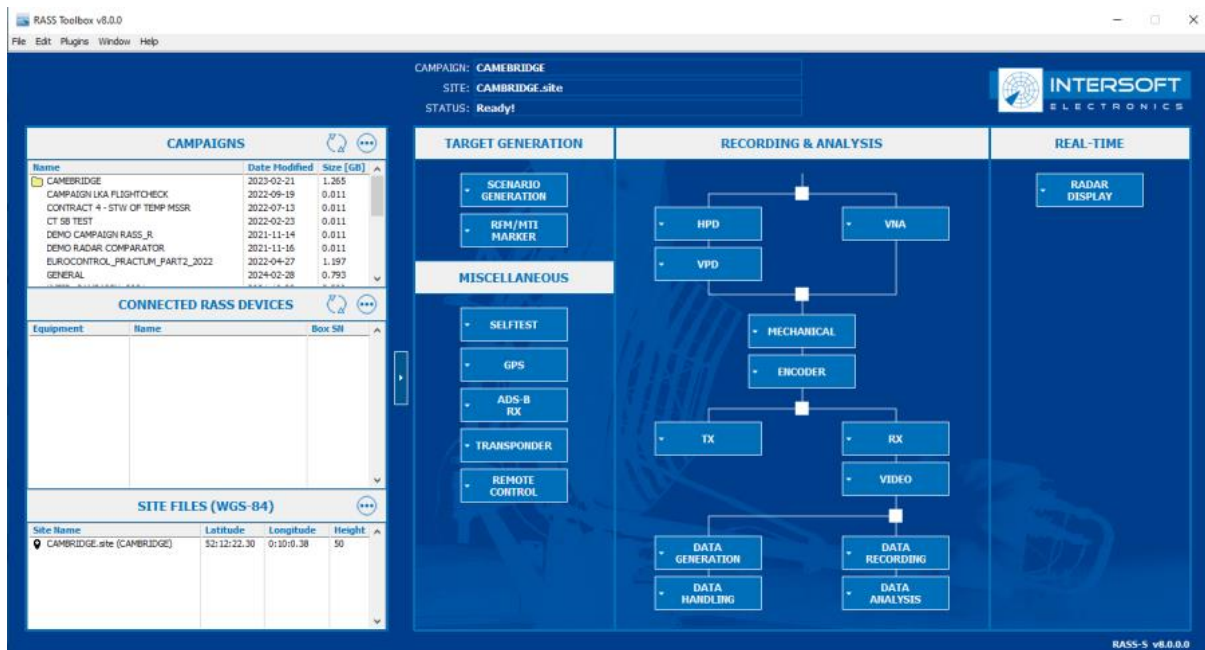 RASS Toolbox v8.0.0
File Edit Plugins Window Help
CAMPAIGN: CAMEBRIDGE
SITE: CAMBRIDGE.site
STATUS: Ready!
INTERSOFT
ELECTRONICS
CAMPAIGNS
Name Date Modified Size [GB]
CAMEBRIDGE 2023-02-21 1.265
CAMPAIGN LKA FLIGHTCHECK 2022-09-19 0.011
CONTRACT 4 - STW OF TEMP MSSR 2022-07-13 0.011
CT SB TEST 2022-02-23 0.011
DEMO CAMPAIGN RASS_R 2021-11-14 0.011
DEMO RADAR COMPARATOR 2021-11-16 0.011
EUROCONTROL_PRACTUM_PART2_2022 2022-04-27 1.197
GENERAL 2024-02-28 0.793
CONNECTED RASS DEVICES
Equipment Name Box SN
SITE FILES (WGS-84)
Site Name Latitude Longitude Height
CAMBRIDGE.site (CAMBRIDGE) 52:12:22.30 0:10:0.38 50
TARGET GENERATION
SCENARIO
GENERATION
RFM/MTI
MARKER
MISCELLANEOUS
SELFTEST
GPS
ADS-B
RX
TRANSPONDER
REMOTE
CONTROL
RECORDING & ANALYSIS
HPD VNA
VPD
MECHANICAL
ENCODER
TX RX
VIDEO
DATA
GENERATION
DATA
RECORDING
DATA
HANDLING
DATA
ANALYSIS
REAL-TIME
RADAR
DISPLAY
RASS-S v8.0.0.0